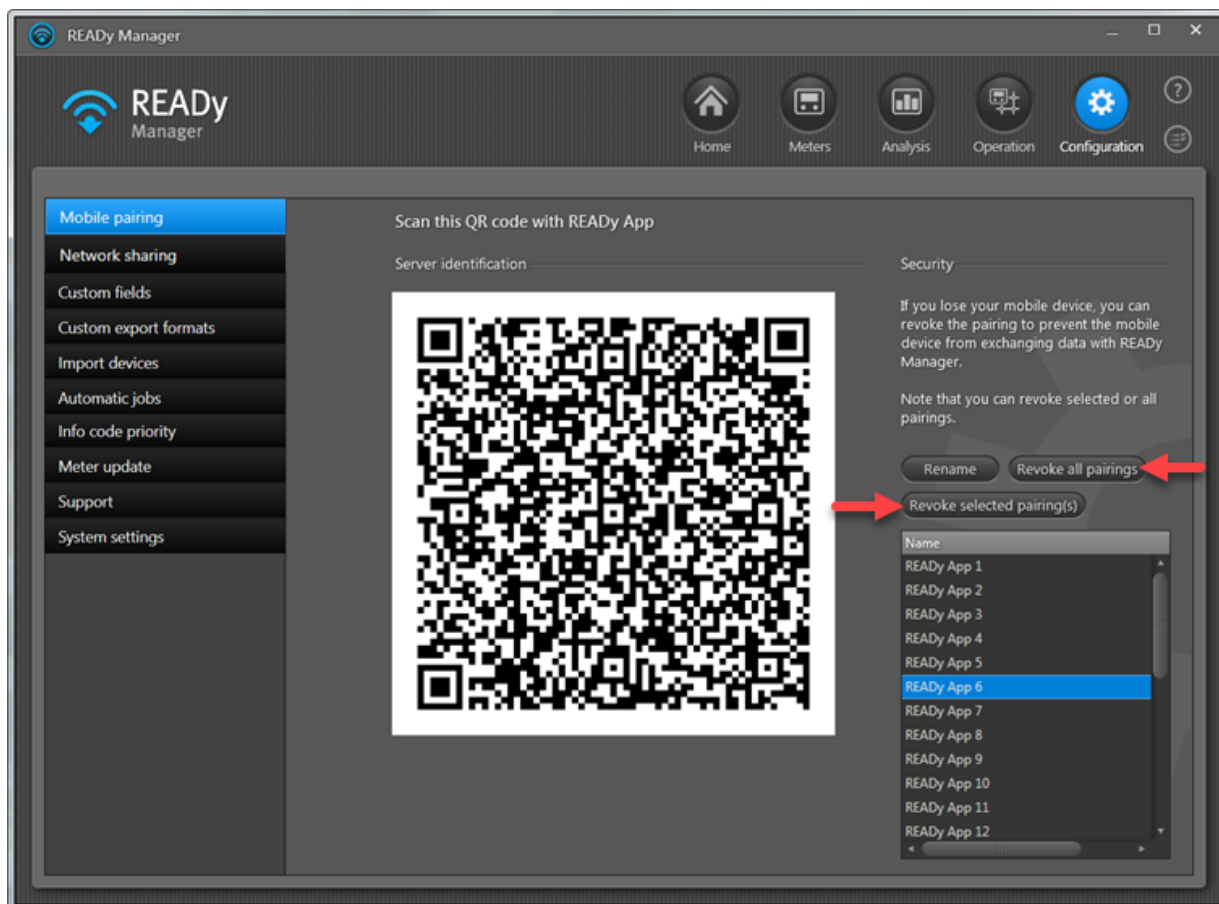 READy Manager
READy
Manager
Home
Meters
Analysis
Operation
Configuration
?
Mobile pairing
Network sharing
Custom fields
Custom export formats
Import devices
Automatic jobs
Info code priority
Meter update
Support
System settings
Scan this QR code with READy App
Server identification
Security
If you lose your mobile device, you can
revoke the pairing to prevent the mobile
device from exchanging data with READy
Manager.
Note that you can revoke selected or all
pairings.
Rename
Revoke all pairings
Revoke selected pairing(s)
Name
READy App 1
READy App 2
READy App 3
READy App 4
READy App 5
READy App 6
READy App 7
READy App 8
READy App 9
READy App 10
READy App 11
READy App 12